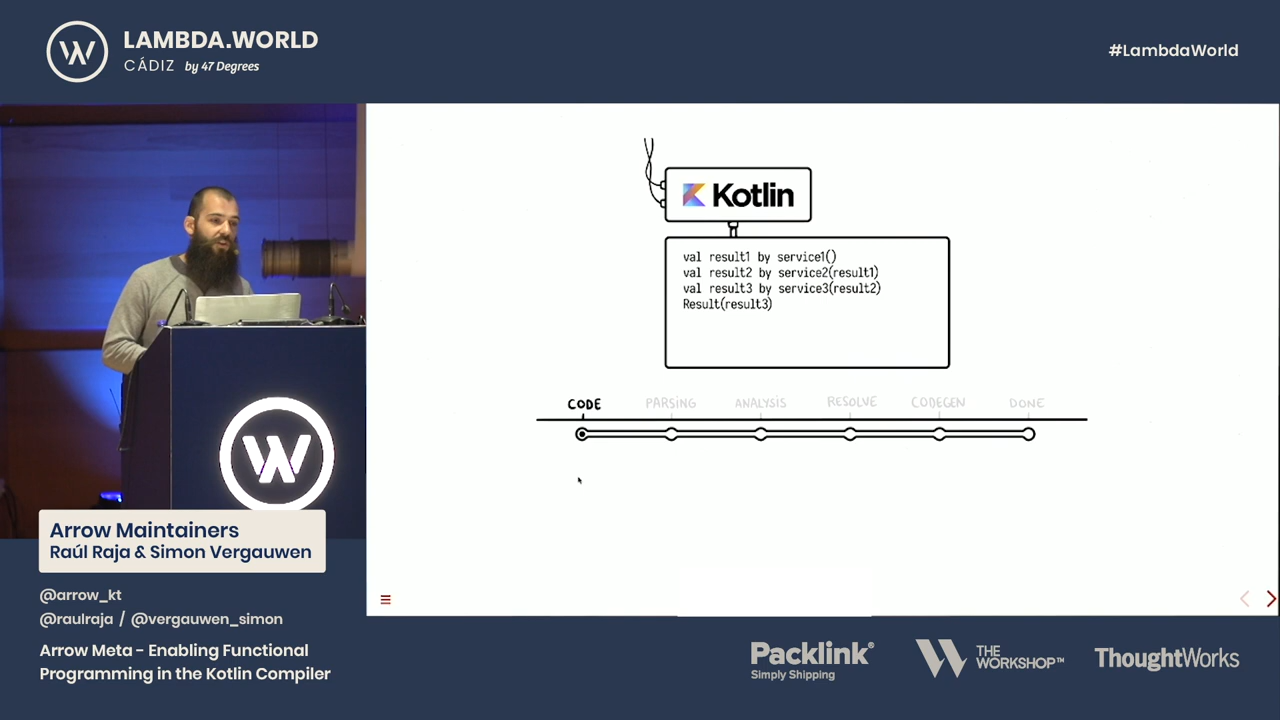 LAMBDA.WORLD
CÁDIZ by 47 Degrees
#LambdaWorld
Kotlin
val result1 by service1()
val result2 by service2(result1)
val result3 by service3(result2)
Result(result3)
CODE PARSING ANALYSIS RESOLVE CODEGEN DONE
W
Arrow Maintainers
Raúl Raja & Simon Vergauwen
@arrow_kt
@raulraja / @vergauwen_simon
Arrow Meta - Enabling Functional
Programming in the Kotlin Compiler
Packlink®
Simply Shipping
THE
WORKSHOP™
ThoughtWorks